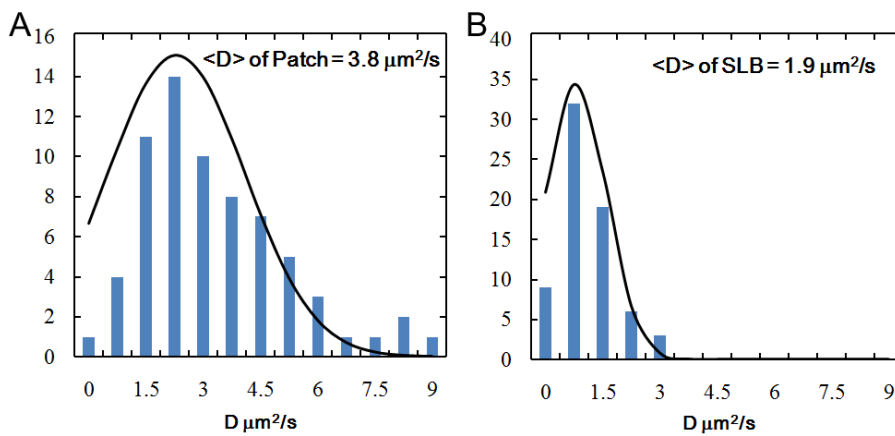 A
<D> of Patch = 3.8 μm²/s
16
14
12
10
8
6
4
2
0
0 1.5 3 4.5 6 7.5 9
D μm²/s
B
<D> of SLB = 1.9 μm²/s
40
35
30
25
20
15
10
5
0
0 1.5 3 4.5 6 7.5 9
D μm²/s